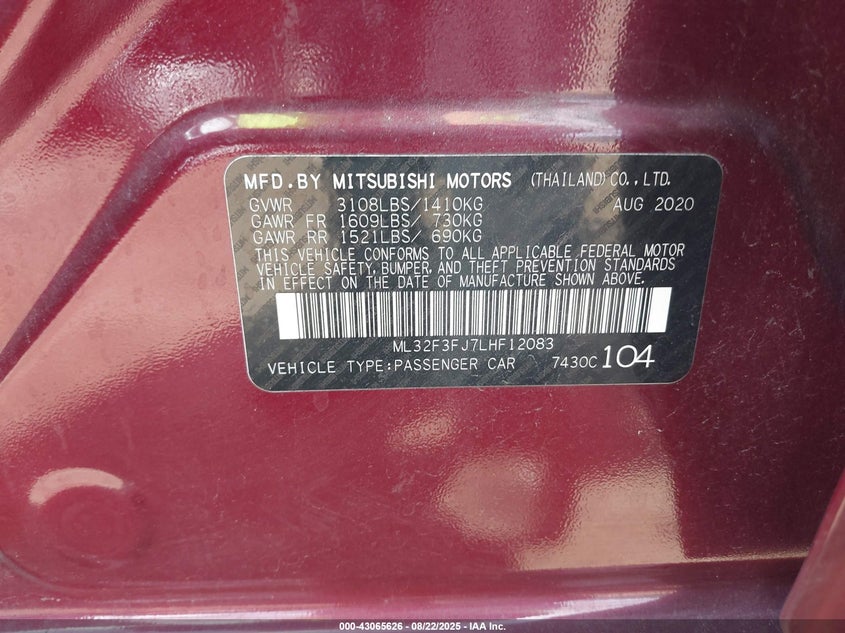 MFD.BY MITSUBISHI MOTORS (THAILAND)CO.,LTD.
GVWR 3108LBS/1410KG AUG 2020
GAWR FR 1609LBS/ 730KG
GAWR RR 1521LBS/ 690KG
THIS VEHICLE CONFORMS TO ALL APPLICABLE FEDERAL MOTOR
VEHICLE SAFETY, BUMPER, AND THEFT PREVENTION STANDARDS
IN EFFECT ON THE DATE OF MANUFACTURE SHOWN ABOVE.
ML32F3FJ7LHF12083
VEHICLE TYPE:PASSENGER CAR 7430C 104
000-43065626 - 08/22/2025 - IAA Inc.